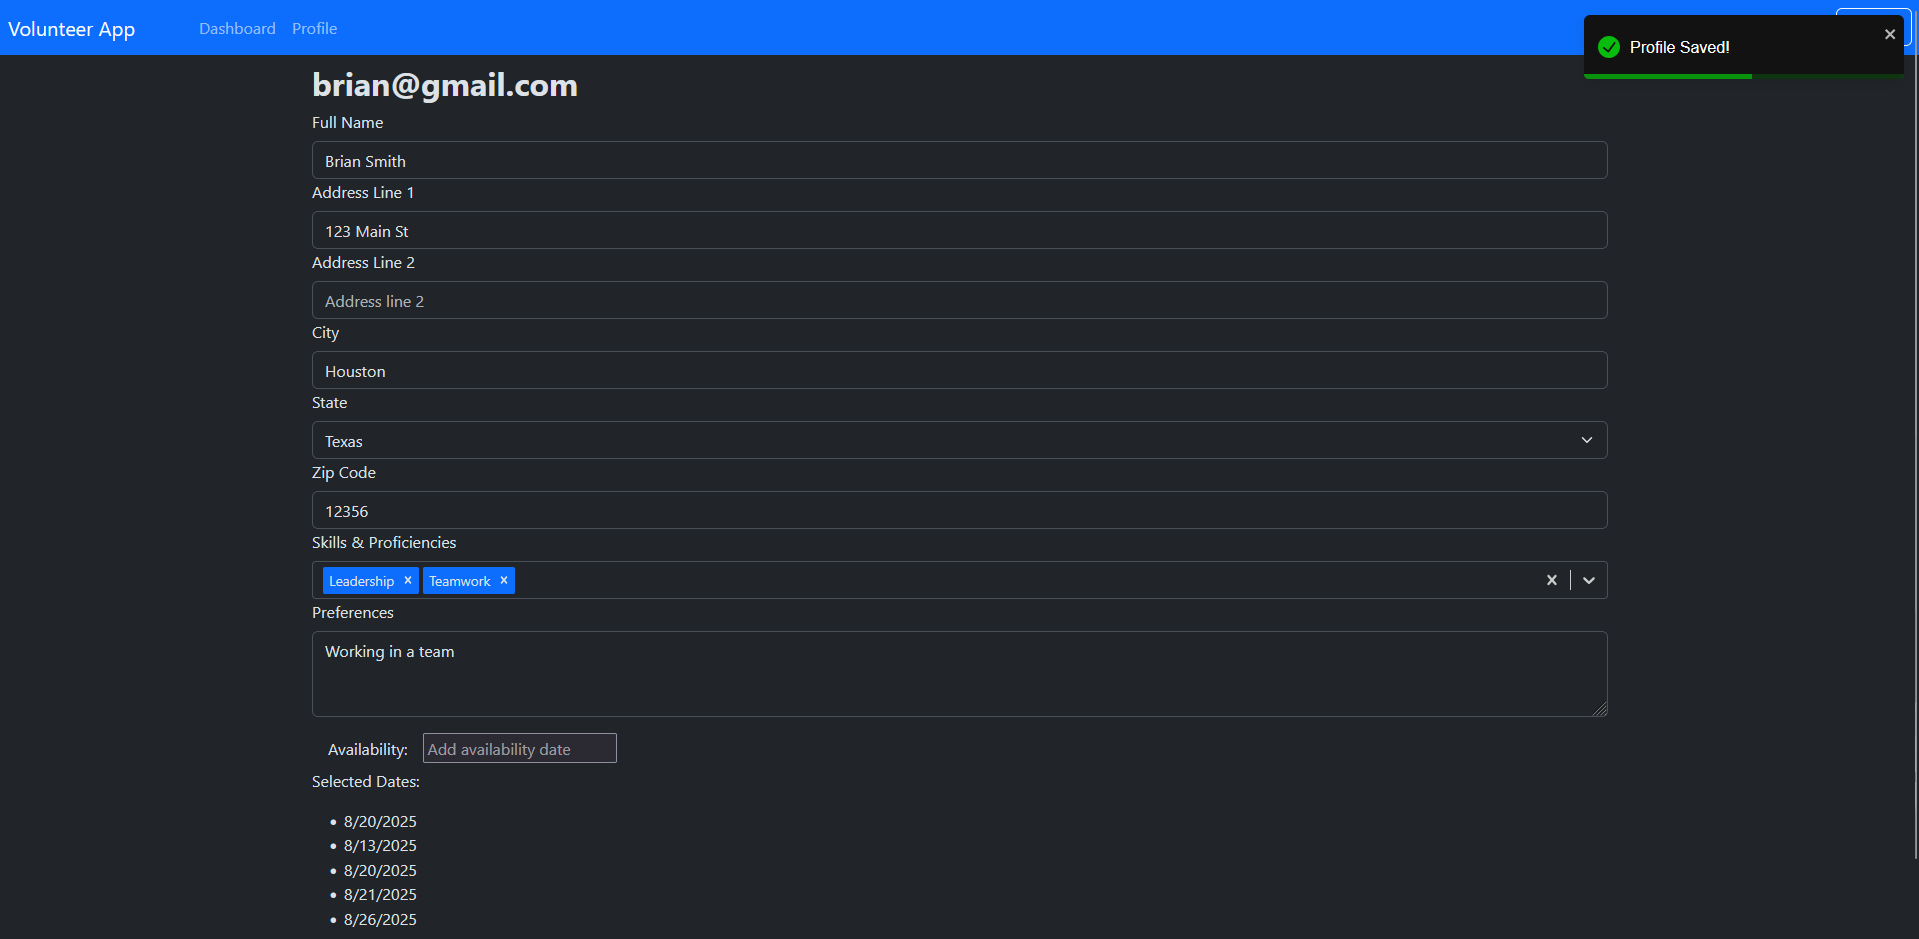 Volunteer App Dashboard Profile
Profile Saved!
brian@gmail.com
Full Name
Brian Smith
Address Line 1
123 Main St
Address Line 2
Address line 2
City
Houston
State
Texas
Zip Code
12356
Skills & Proficiencies
Leadership × Teamwork ×
Preferences
Working in a team
Availability: Add availability date
Selected Dates:
• 8/20/2025
• 8/13/2025
• 8/20/2025
• 8/21/2025
• 8/26/2025